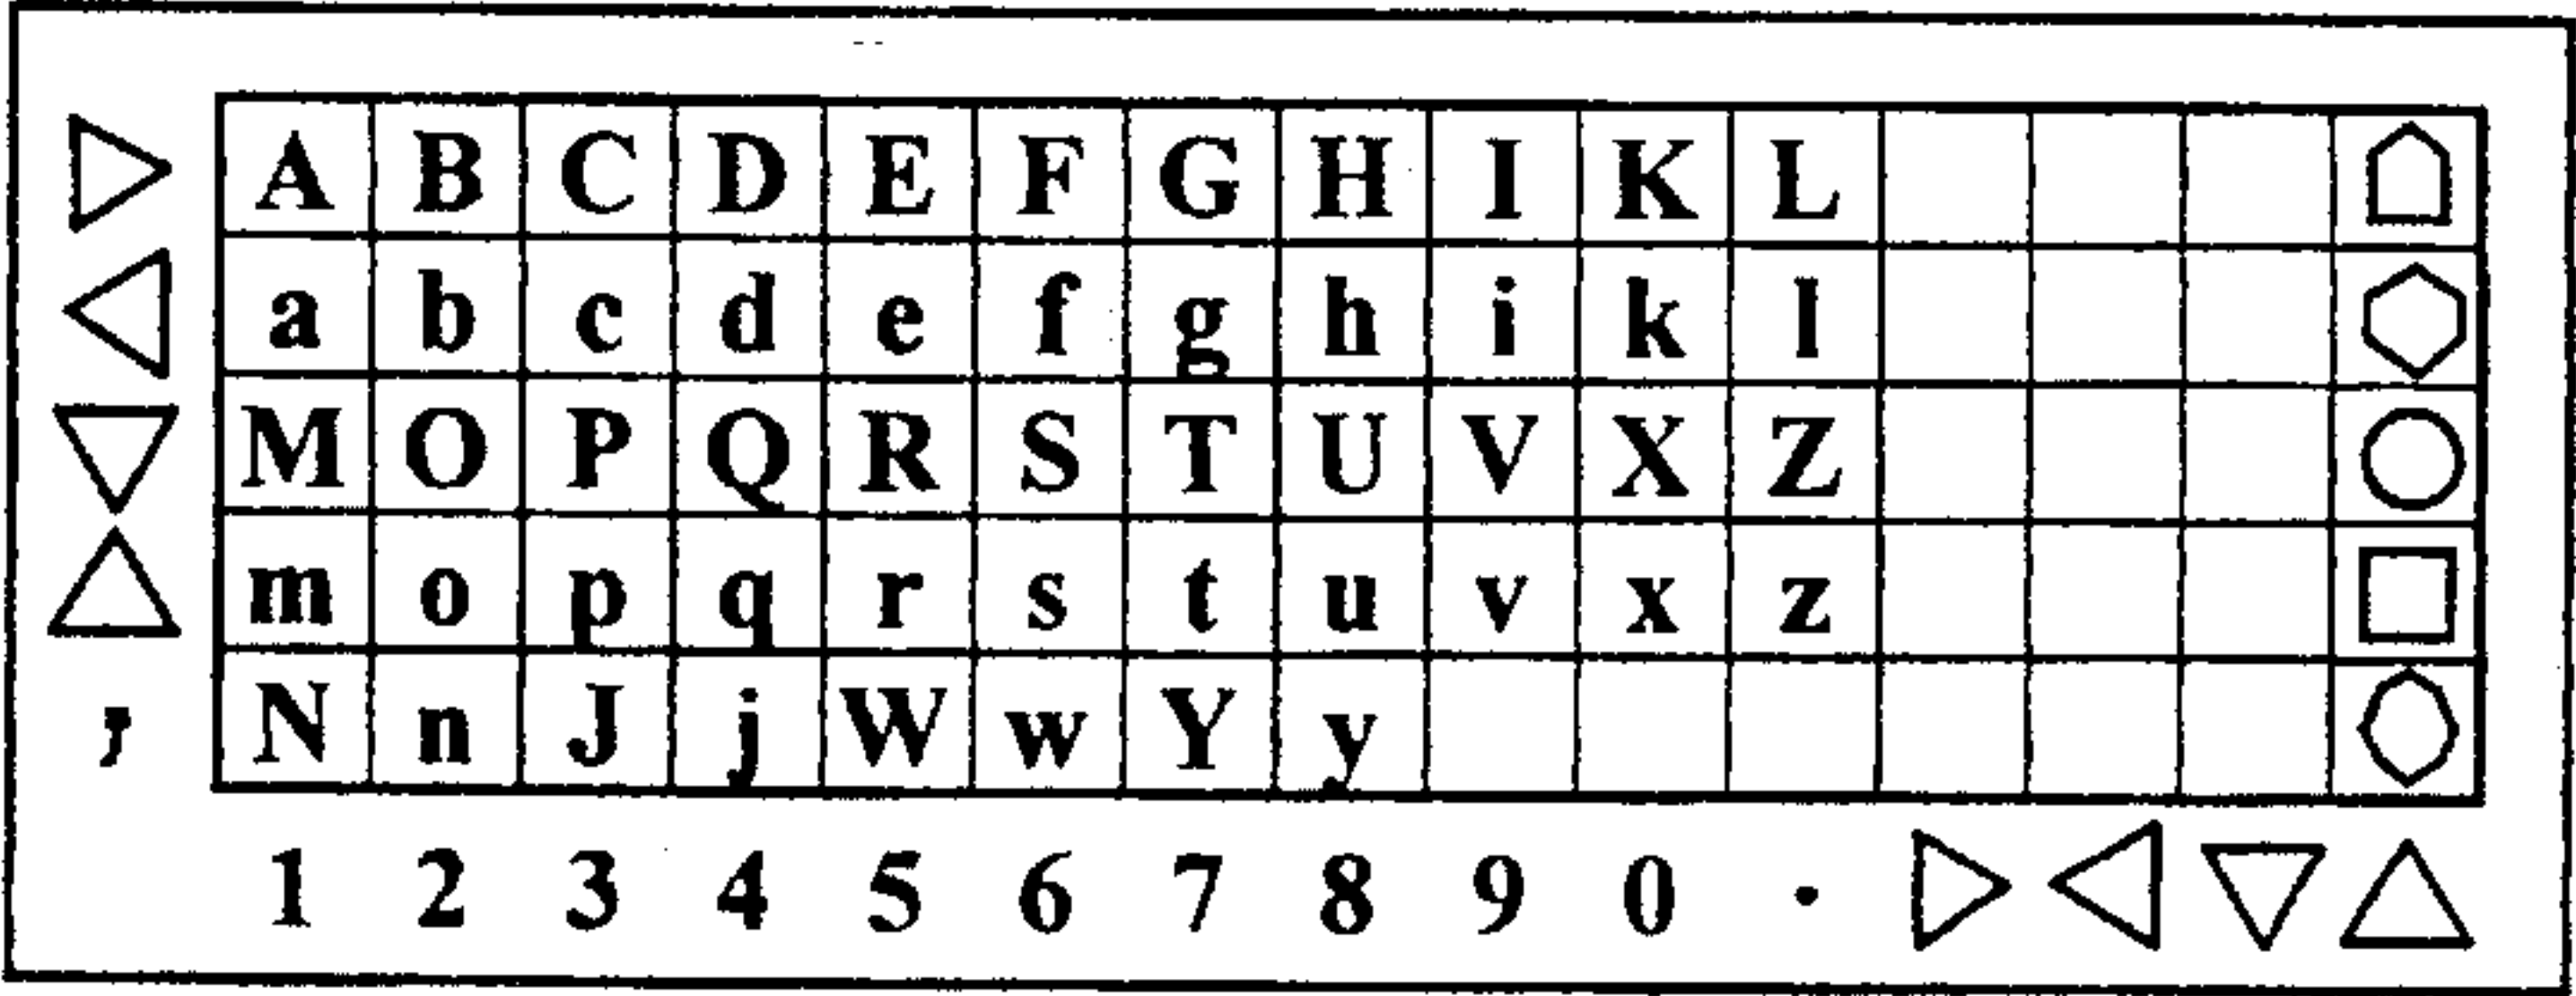 A B C D E F G H I K L
a b c d e f g h i k l
M O P Q R S T U V X Z
m o p q r s t u v x z
, N n J j W w Y y
1 2 3 4 5 6 7 8 9 0 ·